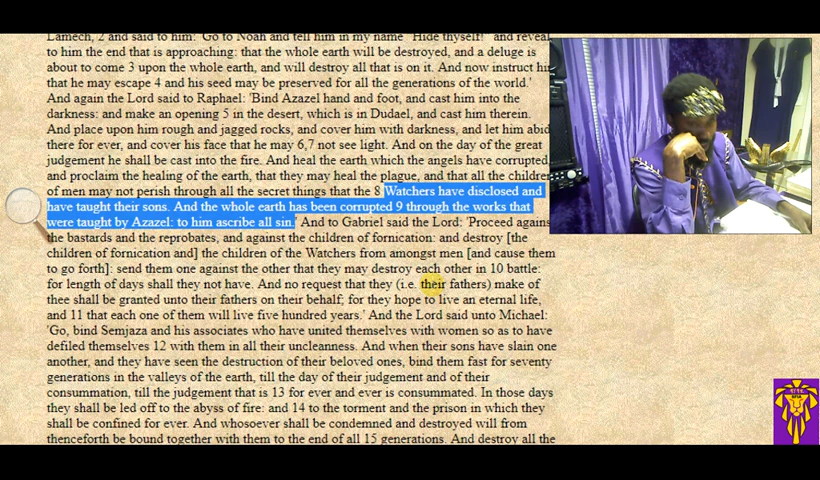 Lamech, 2 and said to him: 'Go to Noah and tell him in my name "Hide thyself!" and reveal
to him the end that is approaching: that the whole earth will be destroyed, and a deluge is
about to come 3 upon the whole earth, and will destroy all that is on it. And now instruct him
that he may escape 4 and his seed may be preserved for all the generations of the world.'
And again the Lord said to Raphael: 'Bind Azazel hand and foot, and cast him into the
darkness: and make an opening 5 in the desert, which is in Dudael, and cast him therein.
And place upon him rough and jagged rocks, and cover him with darkness, and let him abid
there for ever, and cover his face that he may 6,7 not see light. And on the day of the great
judgement he shall be cast into the fire. And heal the earth which the angels have corrupted,
and proclaim the healing of the earth, that they may heal the plague, and that all the children
of men may not perish through all the secret things that the 8 Watchers have disclosed and
have taught their sons. And the whole earth has been corrupted 9 through the works that
were taught by Azazel: to him ascribe all sin.' And to Gabriel said the Lord: 'Proceed agains
the bastards and the reprobates, and against the children of fornication: and destroy [the
children of fornication and] the children of the Watchers from amongst men [and cause them
to go forth]: send them one against the other that they may destroy each other in 10 battle:
for length of days shall they not have. And no request that they (i.e. their fathers) make of
thee shall be granted unto their fathers on their behalf; for they hope to live an eternal life,
and 11 that each one of them will live five hundred years.' And the Lord said unto Michael:
'Go, bind Semjaza and his associates who have united themselves with women so as to have
defiled themselves 12 with them in all their uncleanness. And when their sons have slain one
another, and they have seen the destruction of their beloved ones, bind them fast for seventy
generations in the valleys of the earth, till the day of their judgement and of their
consummation, till the judgement that is 13 for ever and ever is consummated. In those days
they shall be led off to the abyss of fire: and 14 to the torment and the prison in which they
shall be confined for ever. And whosoever shall be condemned and destroyed will from
thenceforth be bound together with them to the end of all 15 generations. And destroy all the